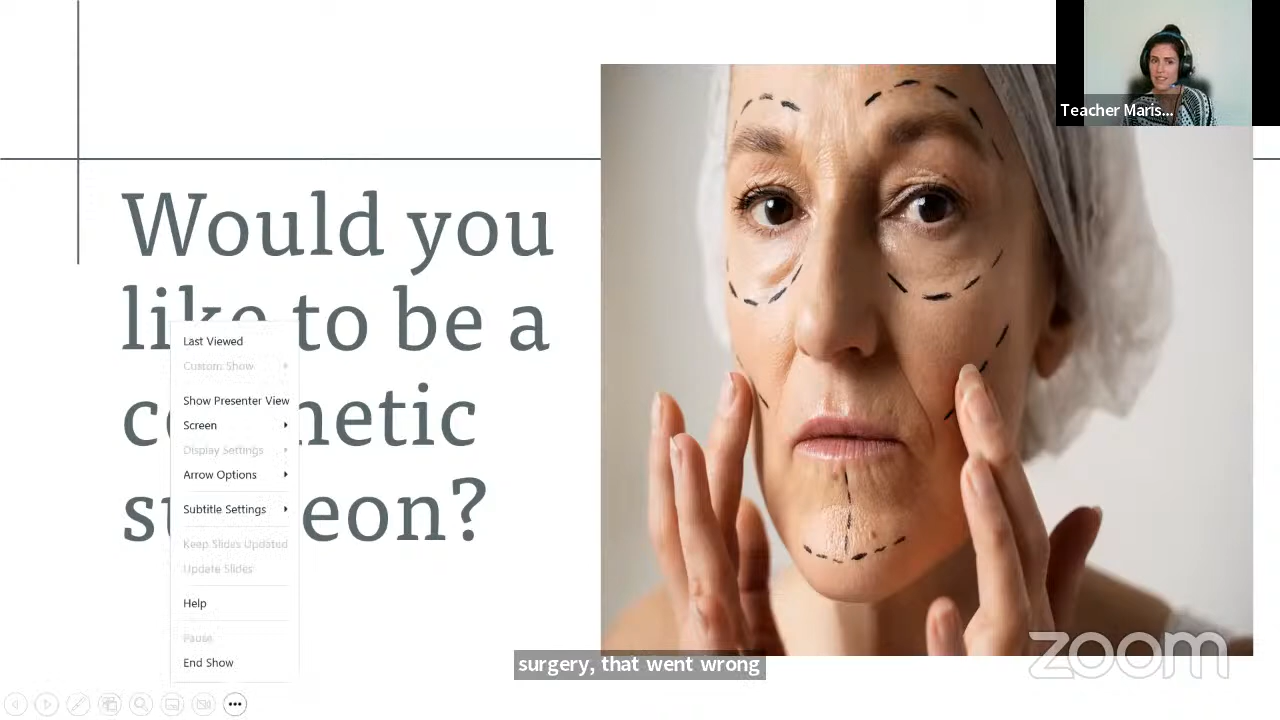 Teacher Maris...
Would you
like to be a
c metic
s eon?
Last Viewed
Custom Show
Show Presenter View
Screen
Display Settings
Arrow Options
Subtitle Settings
Keep Slides Updated
Update Slides
Help
Pause
End Show
surgery, that went wrong
zoom